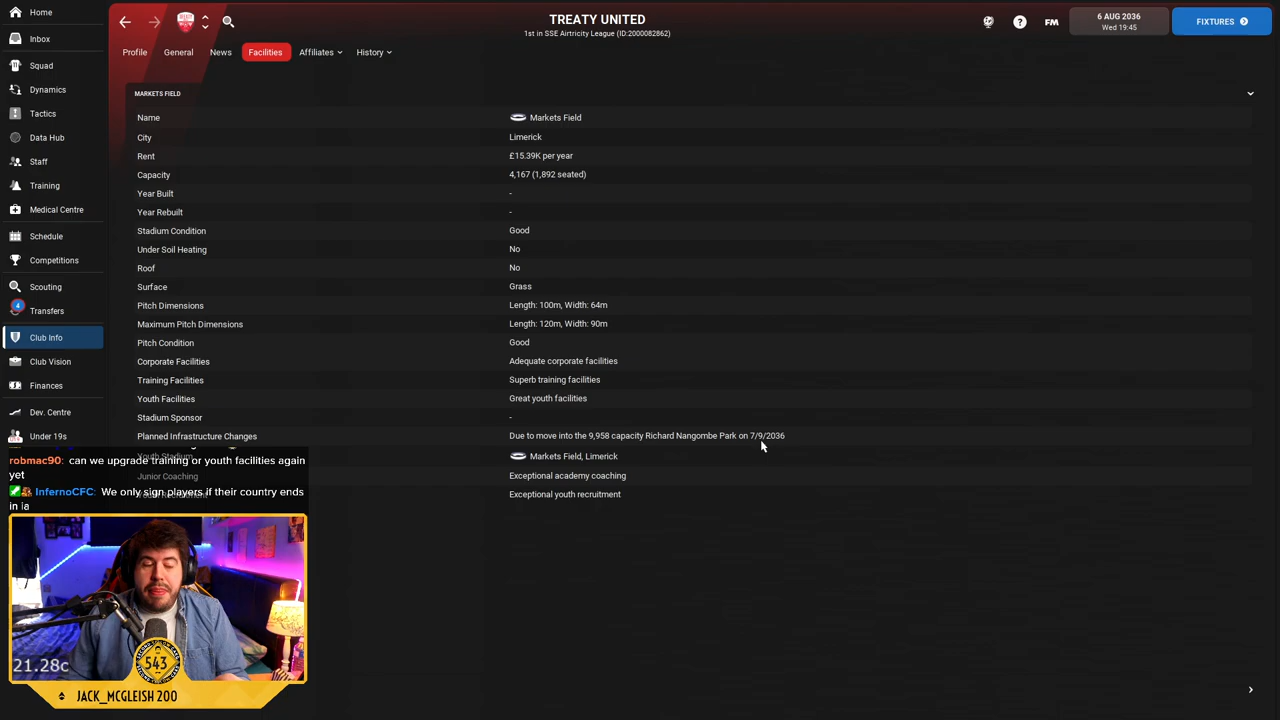 Home
Inbox
Squad
Dynamics
Tactics
Data Hub
Staff
Training
Medical Centre
Schedule
Competitions
Scouting
4
Transfers
Club Info
Club Vision
Finances
Dev. Centre
Under 19s
TREATY UNITED
1st in SSE Airtricity League (ID:2000082862)
FM
6 AUG 2036
Wed 19:45
FIXTURES
Profile General News Facilities Affiliates History
MARKETS FIELD
Name Markets Field
City Limerick
Rent £15.39K per year
Capacity 4,167 (1,892 seated)
Year Built -
Year Rebuilt -
Stadium Condition Good
Under Soil Heating No
Roof No
Surface Grass
Pitch Dimensions Length: 100m, Width: 64m
Maximum Pitch Dimensions Length: 120m, Width: 90m
Pitch Condition Good
Corporate Facilities Adequate corporate facilities
Training Facilities Superb training facilities
Youth Facilities Great youth facilities
Stadium Sponsor -
Planned Infrastructure Changes Due to move into the 9,958 capacity Richard Nangombe Park on 7/9/2036
Youth Stadium Markets Field, Limerick
Junior Coaching Exceptional academy coaching
Exceptional youth recruitment
robmac90: can we upgrade training or youth facilities again
yet
InfernoCFC: We only sign players if their country ends
in ia
21.28c
543
JACK_MCGLEISH 200